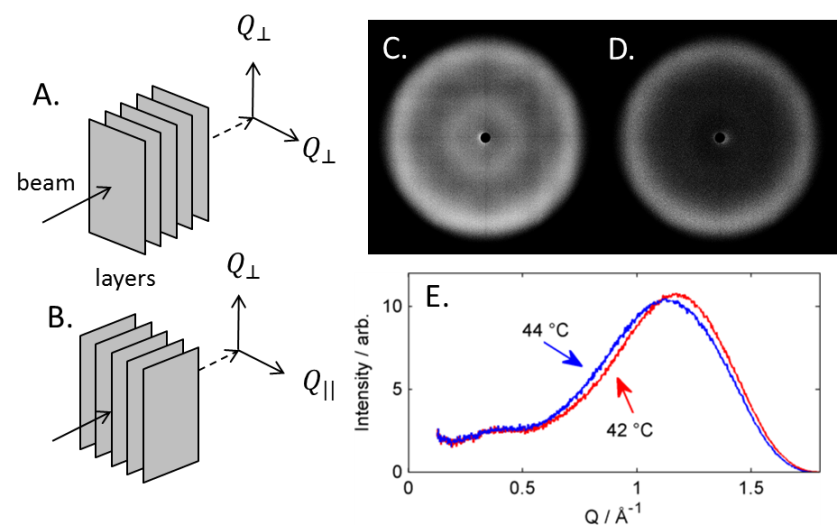 A.
Q⊥
Q⊥
beam
layers
B.
Q⊥
Q||
C.
D.
E.
10
5
0
Intensity / arb.
44 °C
42 °C
0
0.5
1
1.5
Q / Å-1